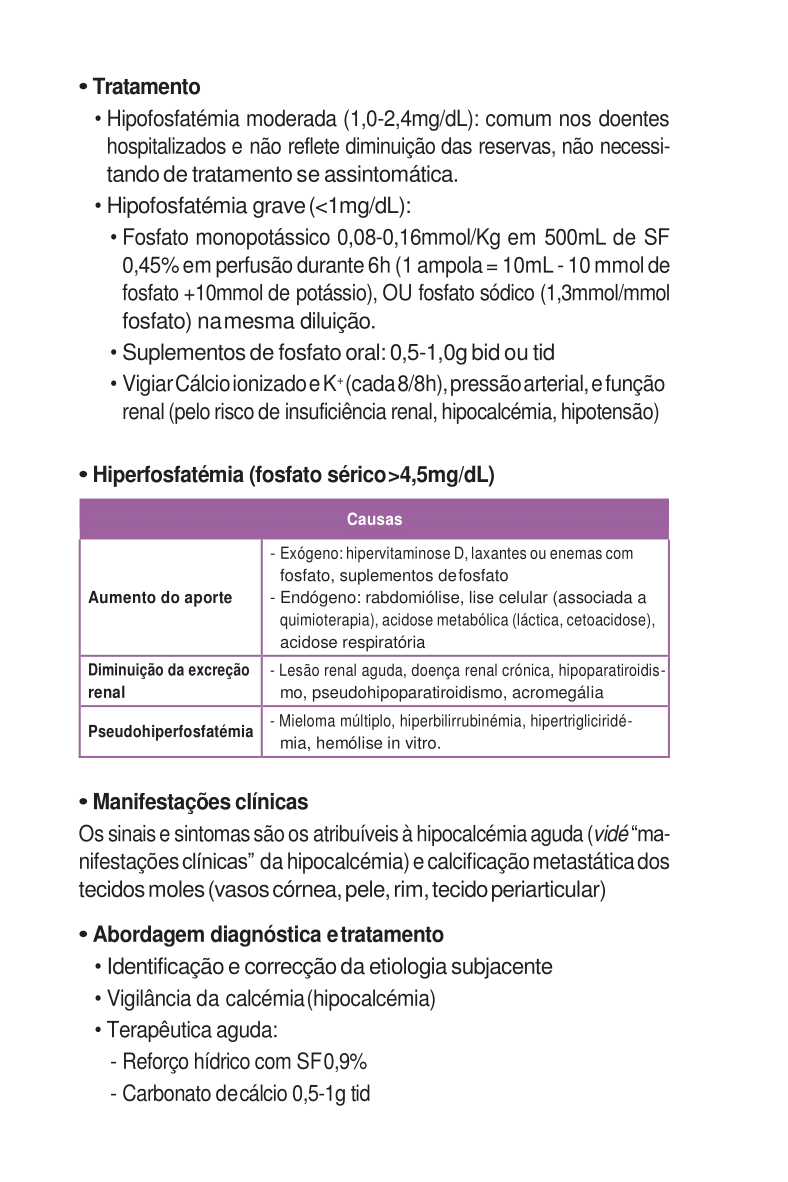 • Tratamento
• Hipofosfatémia moderada (1,0-2,4mg/dL): comum nos doentes
hospitalizados e não reflete diminuição das reservas, não necessi-
tando de tratamento se assintomática.
• Hipofosfatémia grave (<1mg/dL):
• Fosfato monopotássico 0,08-0,16mmol/Kg em 500mL de SF
0,45% em perfusão durante 6h (1 ampola = 10mL - 10 mmol de
fosfato +10mmol de potássio), OU fosfato sódico (1,3mmol/mmol
fosfato) na mesma diluição.
• Suplementos de fosfato oral: 0,5-1,0g bid ou tid
• Vigiar Cálcio ionizado e K+ (cada 8/8h), pressão arterial, e função
renal (pelo risco de insuficiência renal, hipocalcémia, hipotensão)
• Hiperfosfatémia (fosfato sérico >4,5mg/dL)
Causas
Aumento do aporte
- Exógeno: hipervitaminose D, laxantes ou enemas com
fosfato, suplementos de fosfato
- Endógeno: rabdomiólise, lise celular (associada a
quimioterapia), acidose metabólica (láctica, cetoacidose),
acidose respiratória
Diminuição da excreção
renal
- Lesão renal aguda, doença renal crónica, hipoparatiroidis-
mo, pseudohipoparatiroidismo, acromegália
Pseudohiperfosfatémia
- Mieloma múltiplo, hiperbilirrubinémia, hipertrigliciridé-
mia, hemólise in vitro.
• Manifestações clínicas
Os sinais e sintomas são os atribuíveis à hipocalcémia aguda (vidé “ma-
nifestações clínicas” da hipocalcémia) e calcificação metastática dos
tecidos moles (vasos córnea, pele, rim, tecido periarticular)
• Abordagem diagnóstica e tratamento
• Identificação e correcção da etiologia subjacente
• Vigilância da calcémia (hipocalcémia)
• Terapêutica aguda:
- Reforço hídrico com SF 0,9%
- Carbonato de cálcio 0,5-1g tid